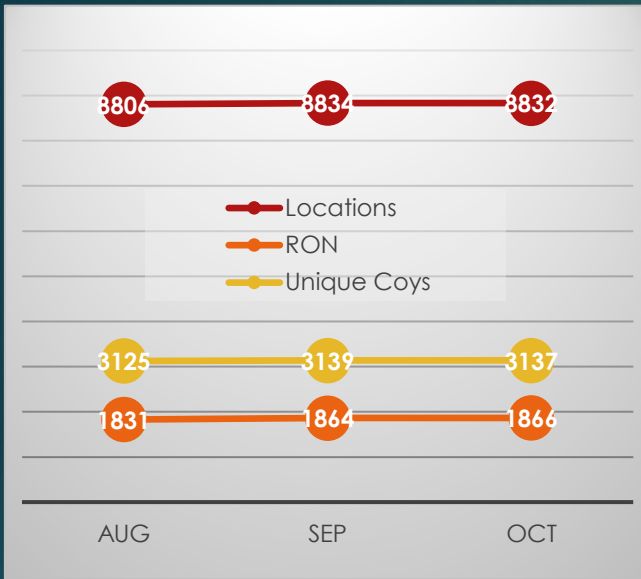 8806 8834 8832
Locations
RON
Unique Coys
3125 3139 3137
1831 1864 1866
AUG SEP OCT